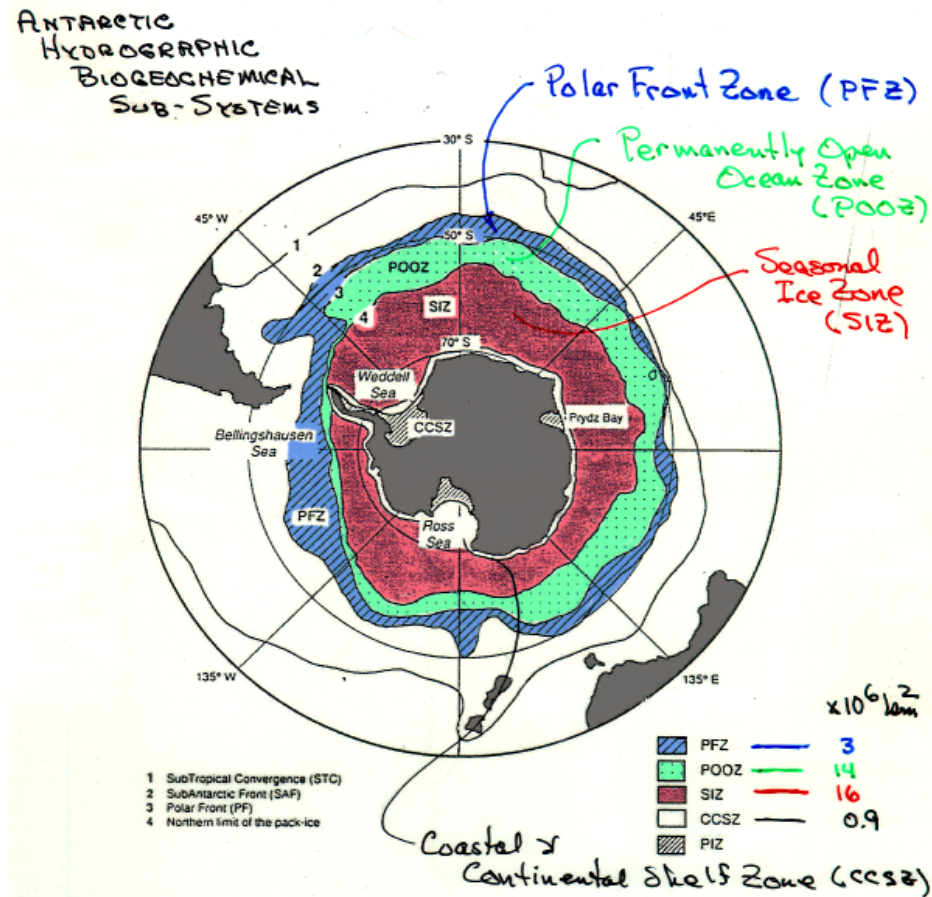 ANTARCTIC
HYDROGRAPHIC
BIOGEOCHEMICAL
SUB-SYSTEMS
Polar Front Zone (PFZ)
Permanently Open
Ocean Zone
(POOZ)
Seasonal
Ice Zone
(SIZ)
30° S
45° W
45°E
1
50° S
2
POOZ
3
SIZ
4
70° S
Weddell
Sea
CCSZ
Prydz Bay
Bellingshausen
Sea
PFZ
Ross
Sea
135° W
135° E
x10⁶ km²
PFZ 3
POOZ 14
SIZ 16
CCSZ 0.9
PIZ
1 SubTropical Convergence (STC)
2 SubAntarctic Front (SAF)
3 Polar Front (PF)
4 Northern limit of the pack-ice
Coastal &
Continental Shelf Zone (CCSZ)